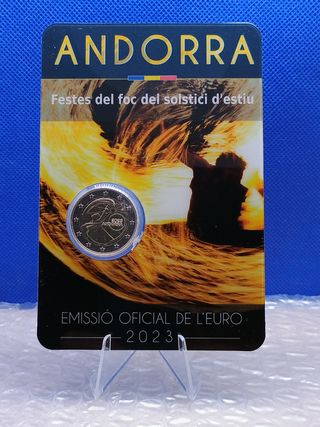 ANDORRA
Festes del foc del solstici d'estiu
EMISSIÓ OFICIAL DE L'EURO
2023